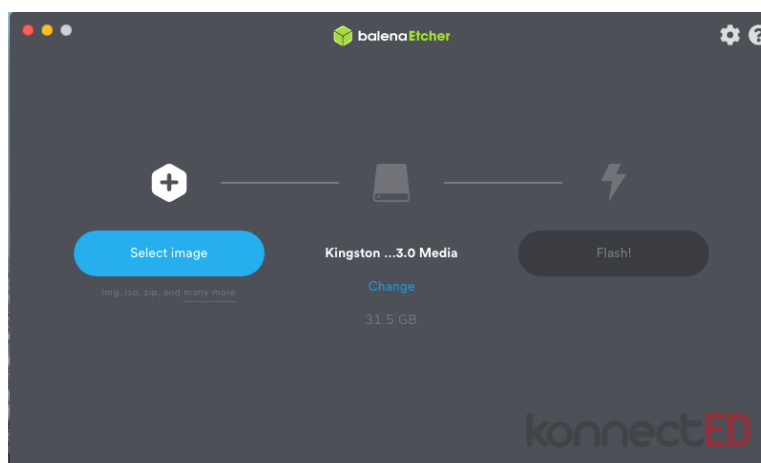 balenaEtcher
Select image
img, iso, zip, and many more
Kingston ...3.0 Media
Change
31.5 GB
Flash!
konnectED